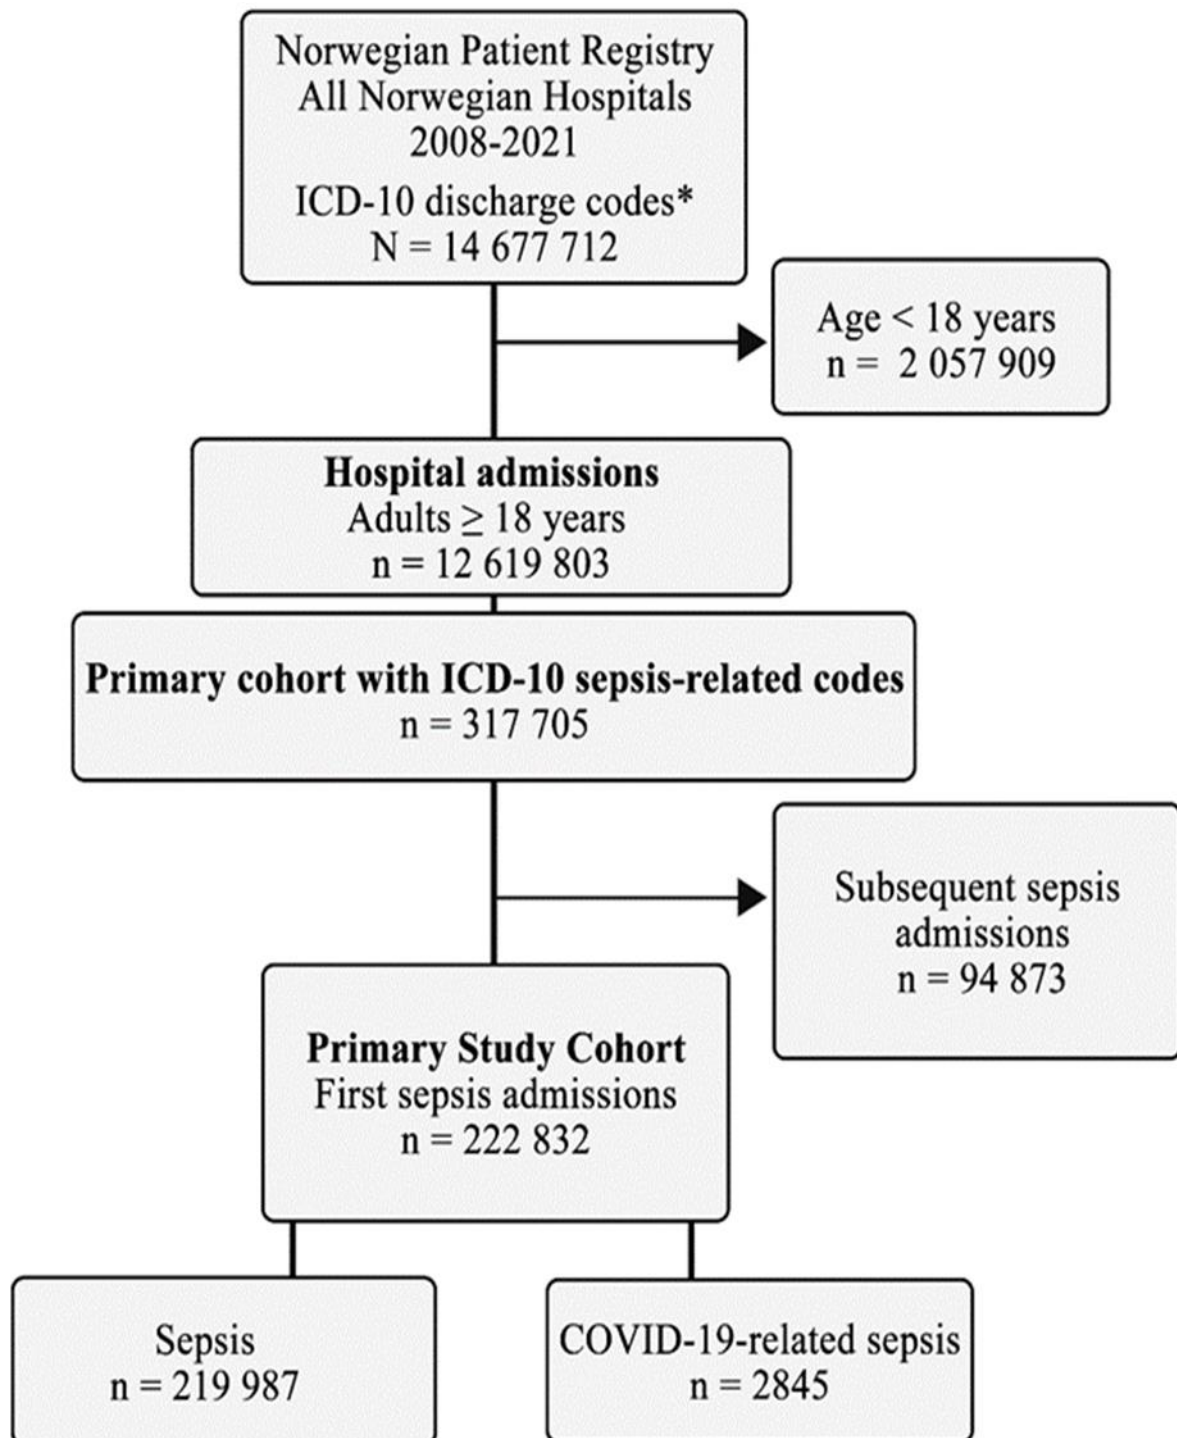 Norwegian Patient Registry
All Norwegian Hospitals
2008-2021
ICD-10 discharge codes*
N = 14 677 712
Age < 18 years
n =  2 057 909
Hospital admissions
Adults ≥ 18 years
n = 12 619 803
Primary cohort with ICD-10 sepsis-related codes
n = 317 705
Subsequent sepsis
admissions
n = 94 873
Primary Study Cohort
First sepsis admissions
n = 222 832
Sepsis
n = 219 987
COVID-19-related sepsis
n = 2845